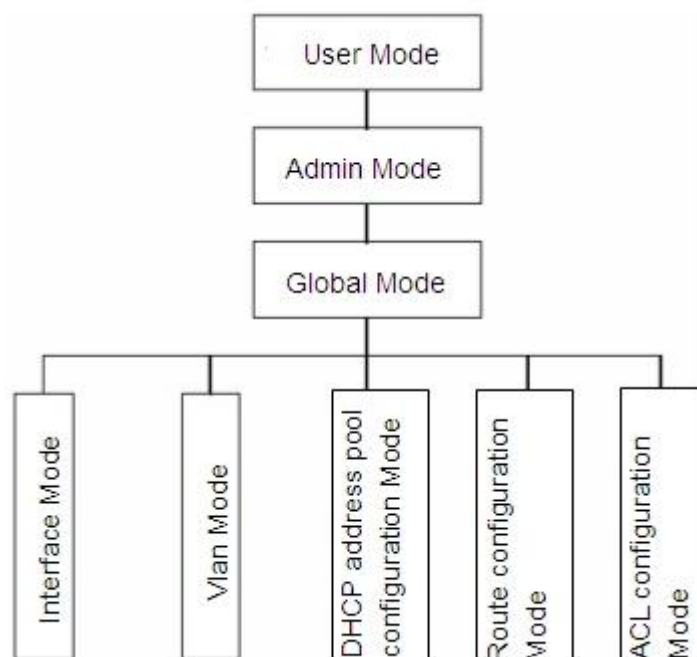 User Mode
Admin Mode
Global Mode
Interface Mode
Vlan Mode
DHCP address pool
configuration Mode
Route configuration
Mode
ACL configuration
Mode